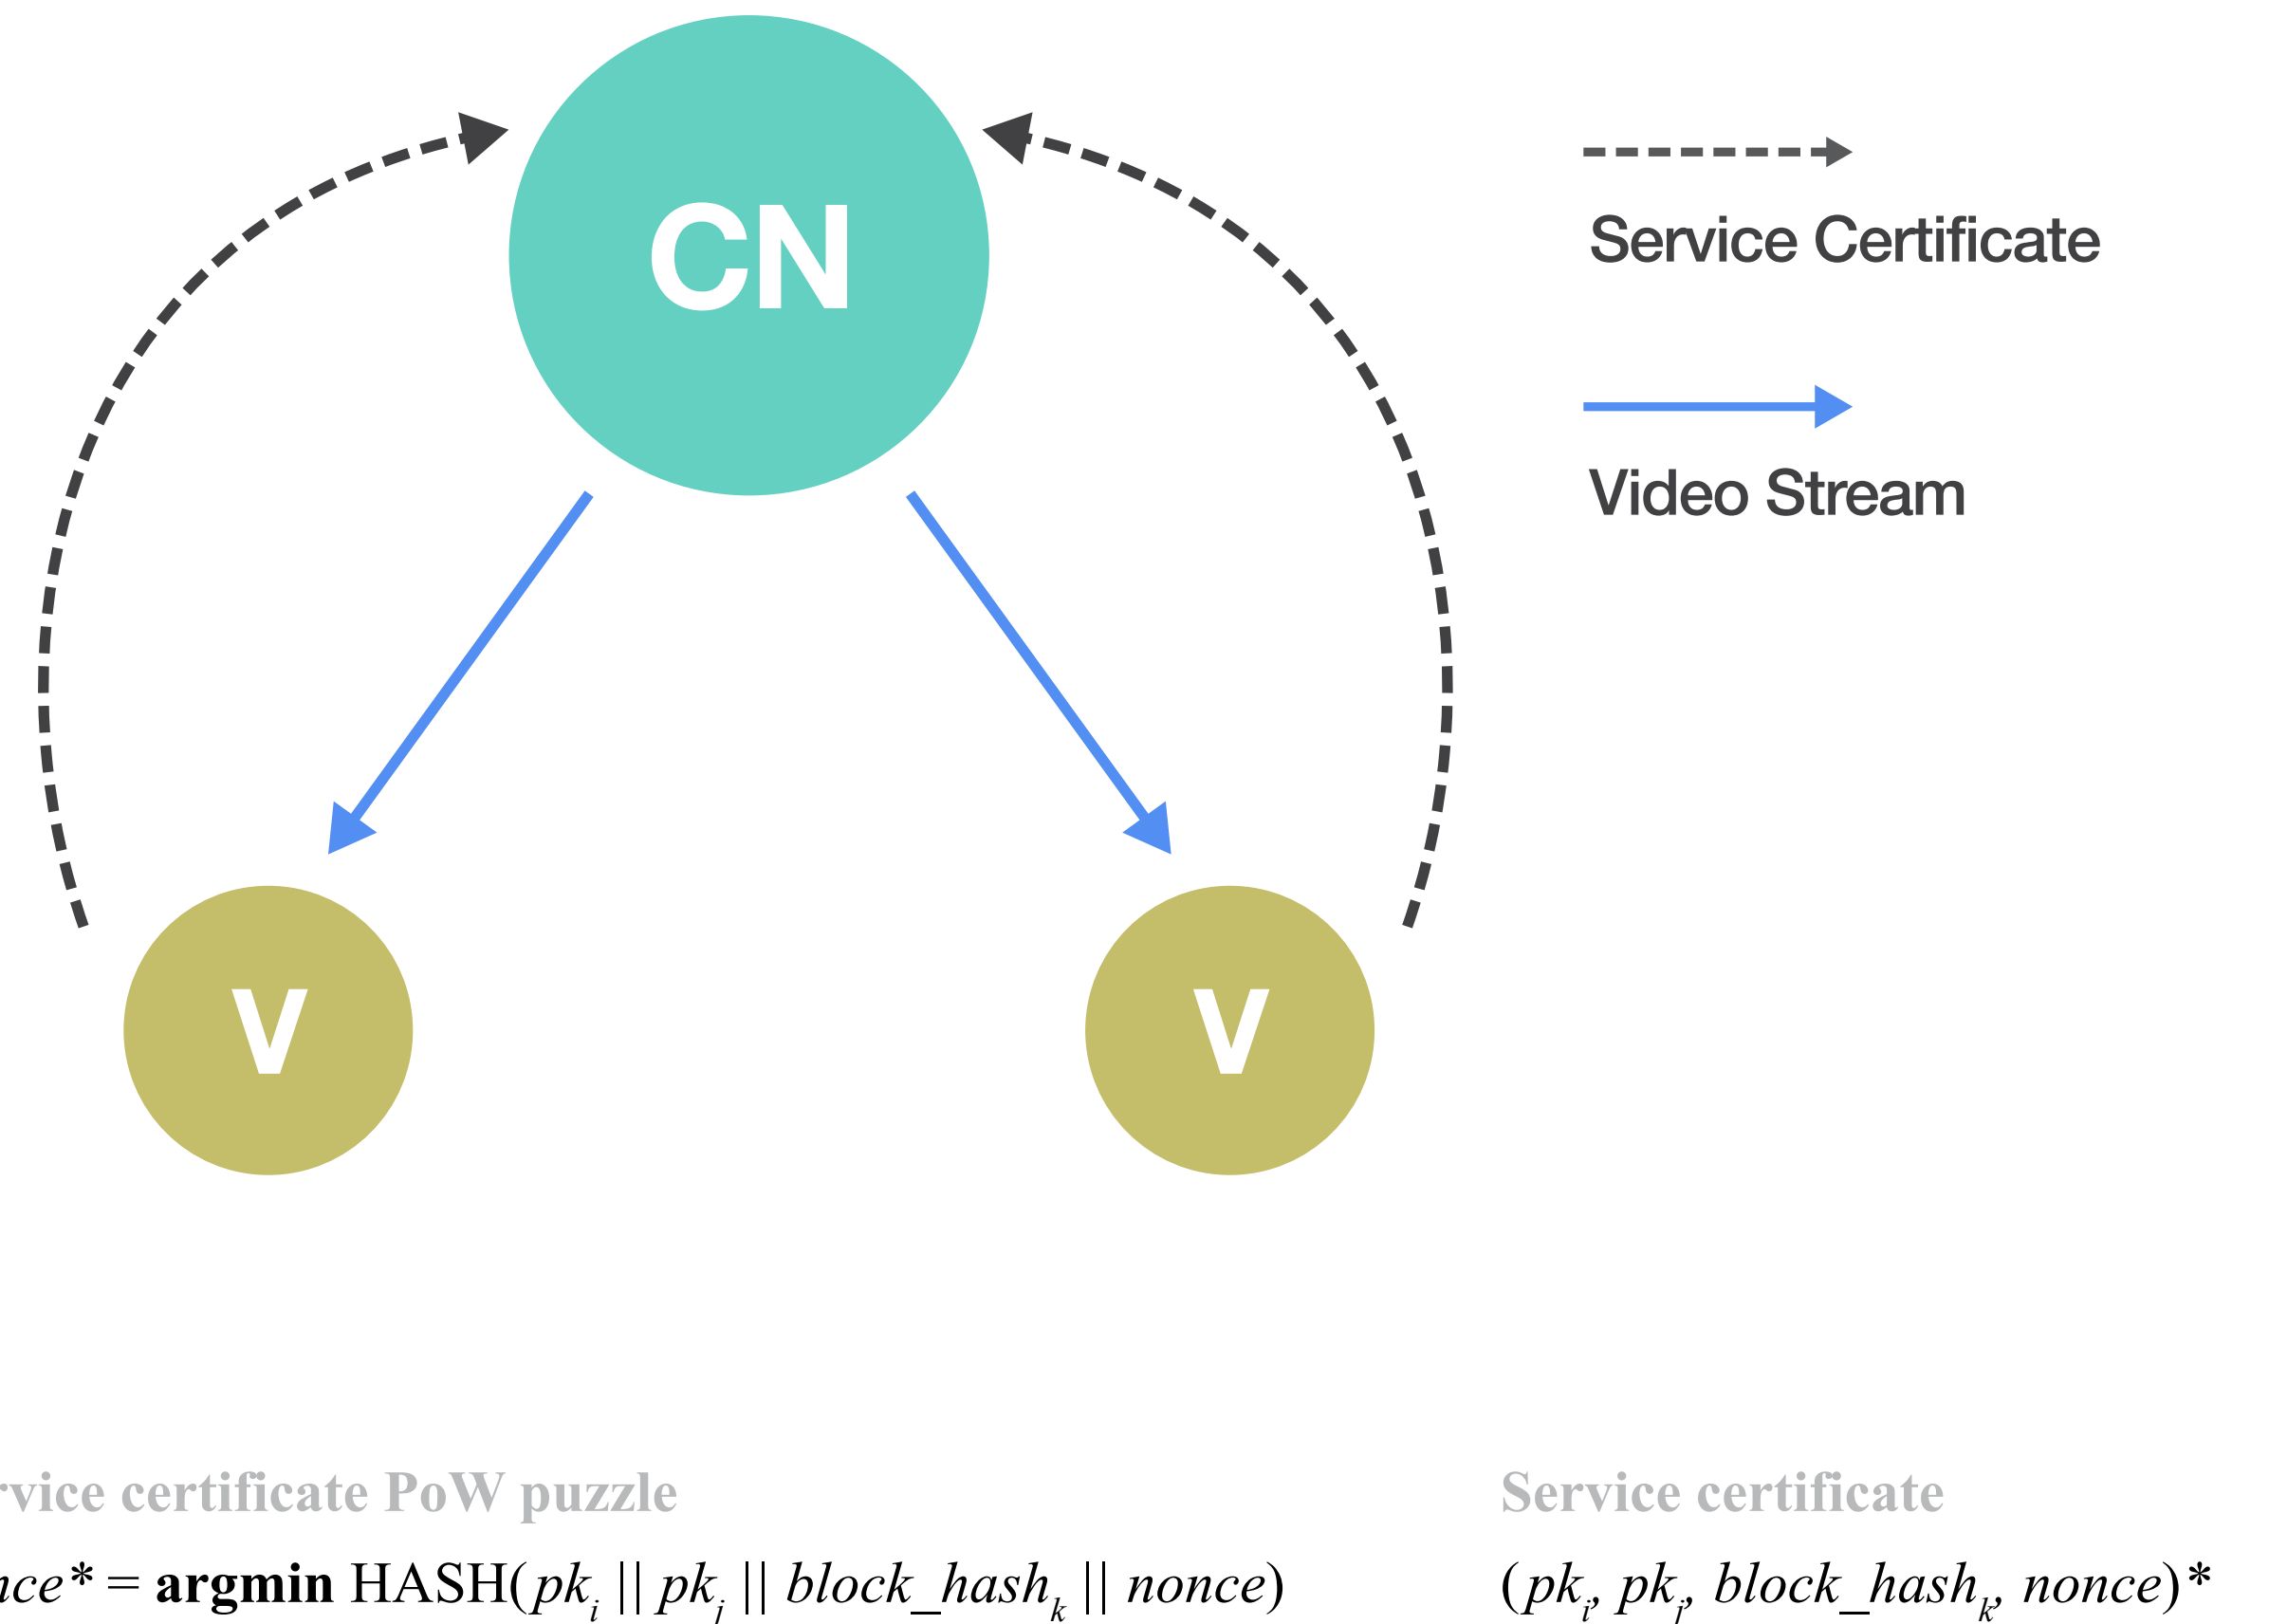 CN
Service Certificate
Video Stream
V
V
vice certificate PoW puzzle
Service certificate
nce* = argmin HASH(pkᵢ || pkⱼ || block_hashₖ || nonce)
(pkᵢ, pkⱼ, block_hashₖ, nonce)*